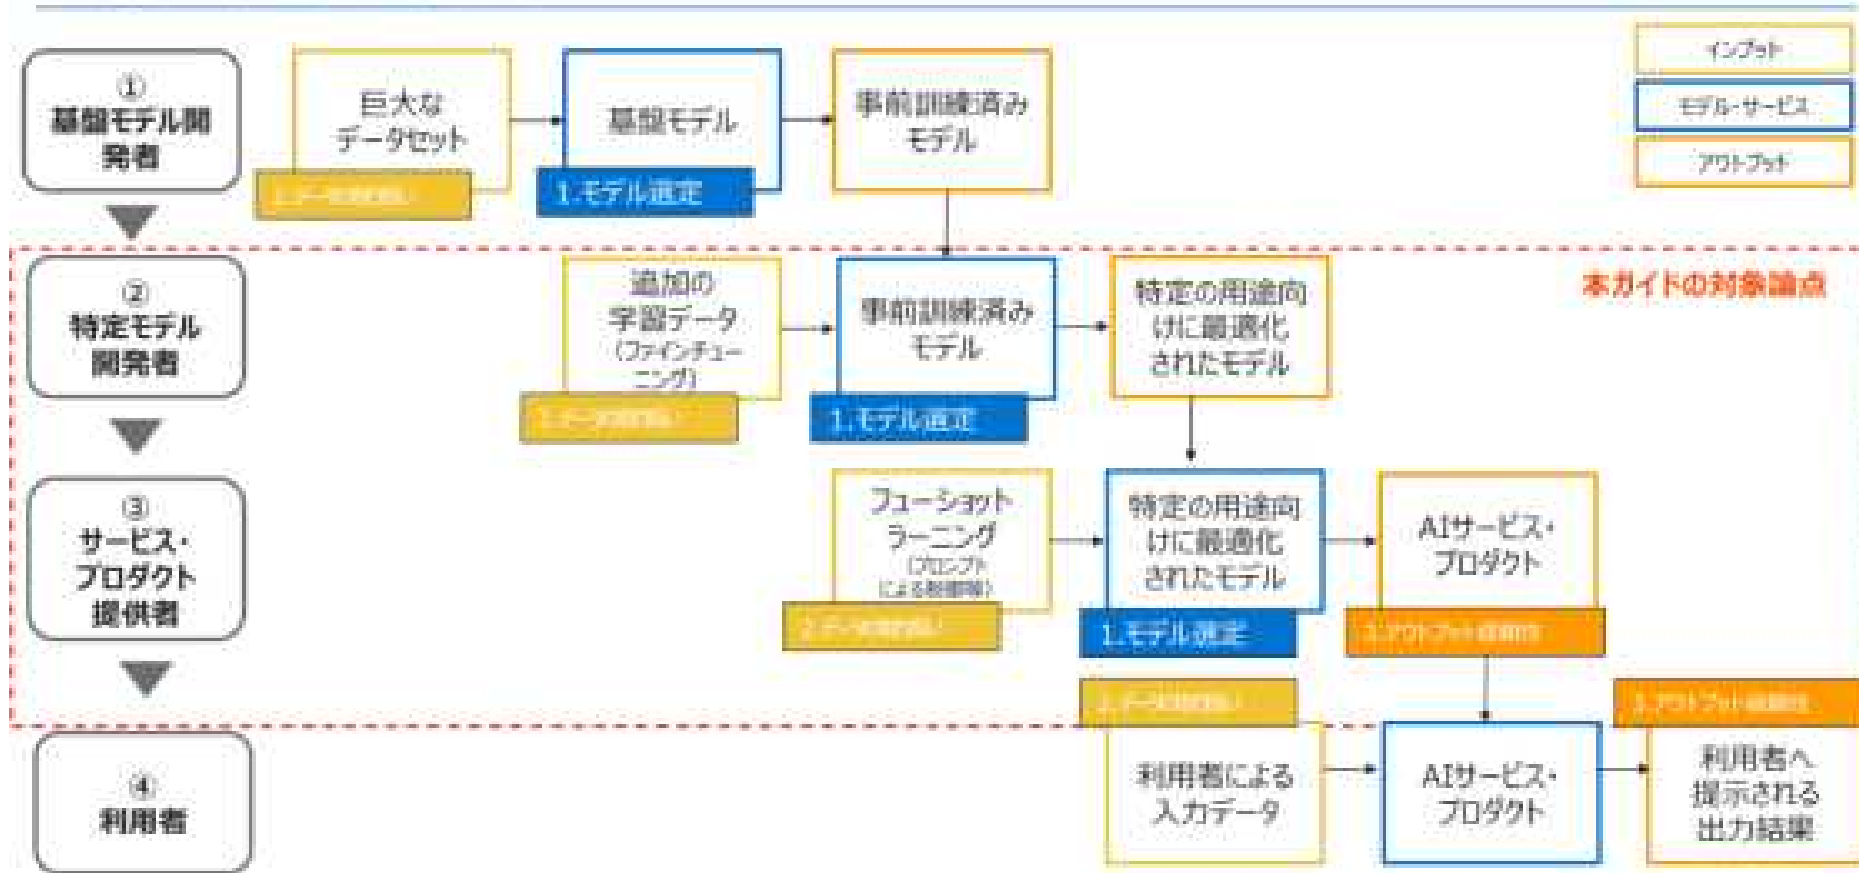 インプット
モデル・サービス
アウトプット
①
基盤モデル開
発者
巨大な
データセット
基盤モデル
1.モデル選定
事前訓練済み
モデル
本ガイドの対象論点
②
特定モデル
開発者
追加の
学習データ
(ファインチュー
ニング)
事前訓練済み
モデル
1.モデル選定
特定の用途向
けに最適化
されたモデル
③
サービス・
プロダクト
提供者
フューショット
ラーニング
(プロンプト
特定の用途向
けに最適化
されたモデル
1.モデル選定
AIサービス・
プロダクト
④
利用者
利用者による
入力データ
AIサービス・
プロダクト
利用者へ
提示される
出力結果